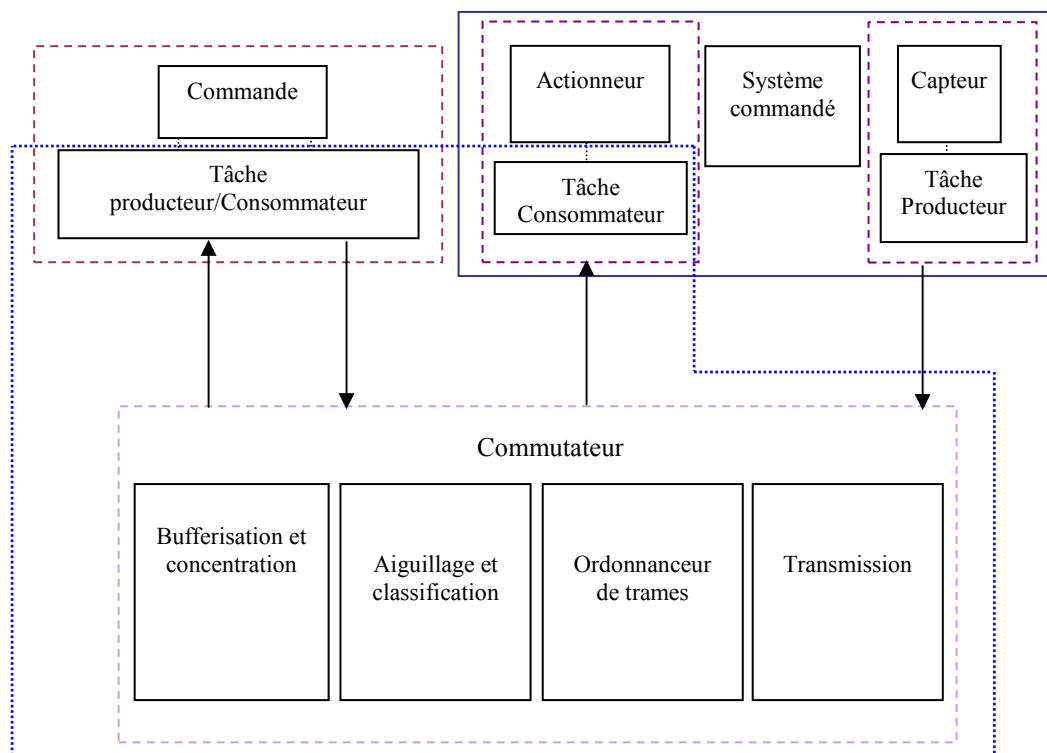 Commande
Tâche
producteur/Consommateur
Actionneur
Tâche
Consommateur
Système
commandé
Capteur
Tâche
Producteur
Commutateur
Bufferisation et
concentration
Aiguillage et
classification
Ordonnanceur
de trames
Transmission